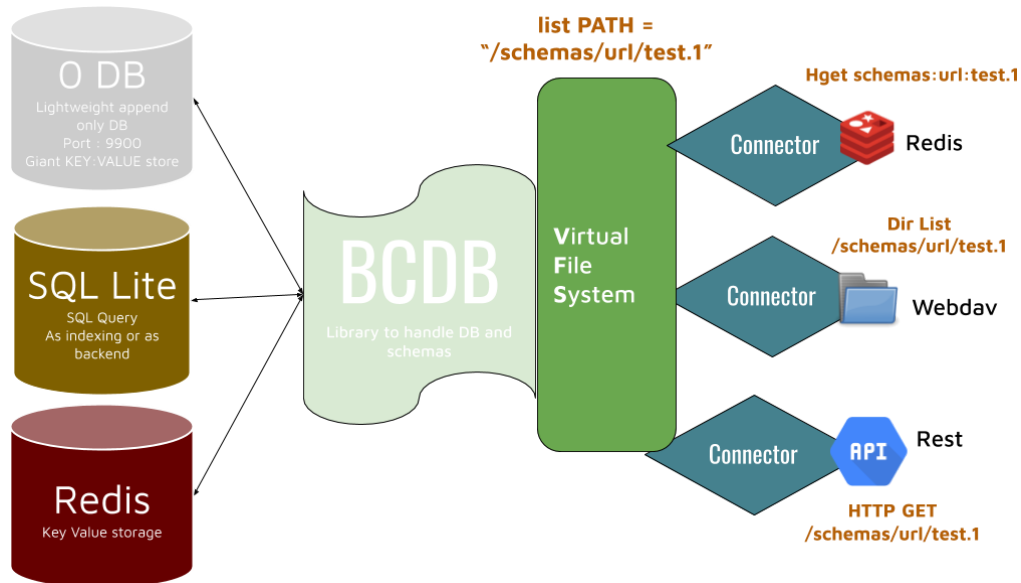 0 DB
Lightweight append
only DB
Port : 9900
Giant KEY:VALUE store
SQL Lite
SQL Query
As indexing or as
backend
Redis
Key Value storage
BCDB
Library to handle DB and
schemas
list PATH =
“/schemas/url/test.1”
Virtual
File
System
Hget schemas:url:test.1
Connector
Redis
Dir List
/schemas/url/test.1
Connector
Webdav
Connector
API
Rest
HTTP GET
/schemas/url/test.1